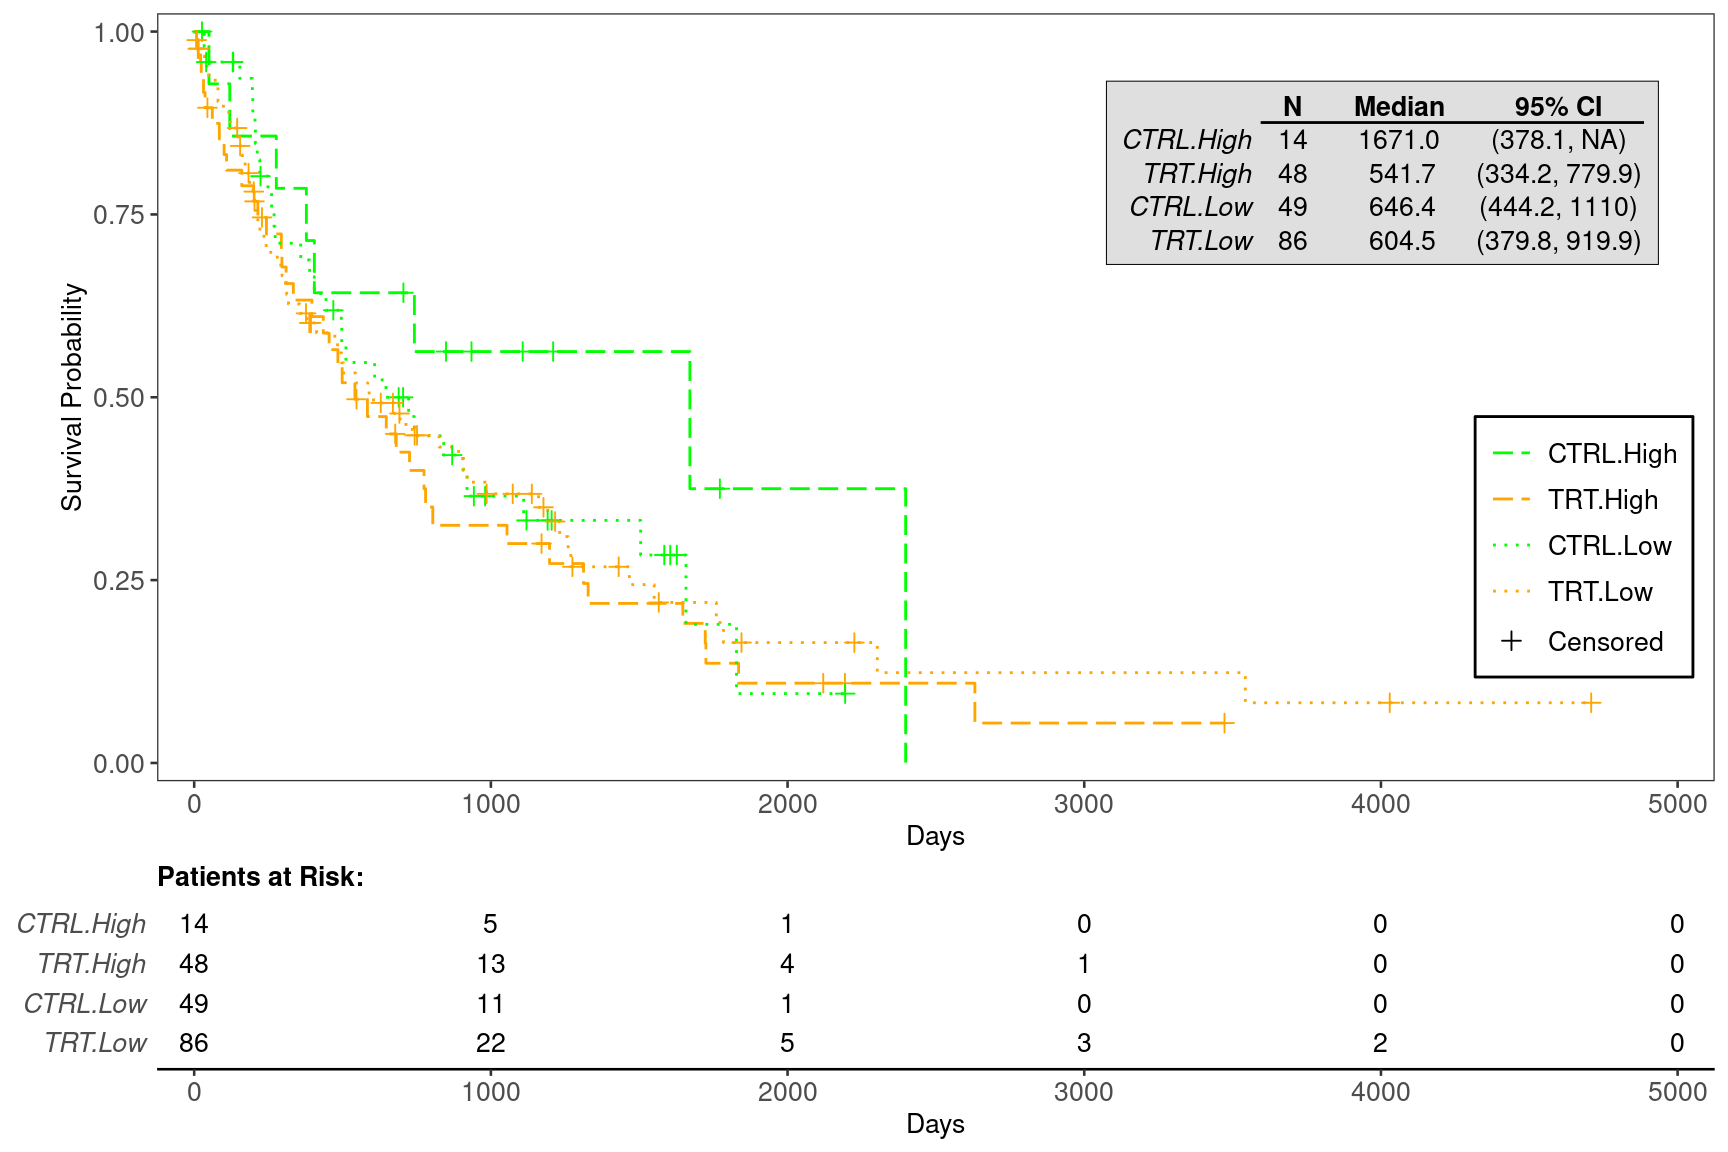 1.00
0.75
0.50
0.25
0.00
Survival Probability
N Median 95% CI
CTRL.High 14 1671.0 (378.1, NA)
TRT.High 48 541.7 (334.2, 779.9)
CTRL.Low 49 646.4 (444.2, 1110)
TRT.Low 86 604.5 (379.8, 919.9)
CTRL.High
TRT.High
CTRL.Low
TRT.Low
Censored
0 1000 2000 3000 4000 5000
Days
Patients at Risk:
CTRL.High 14 5 1 0 0 0
TRT.High 48 13 4 1 0 0
CTRL.Low 49 11 1 0 0 0
TRT.Low 86 22 5 3 2 0
0 1000 2000 3000 4000 5000
Days